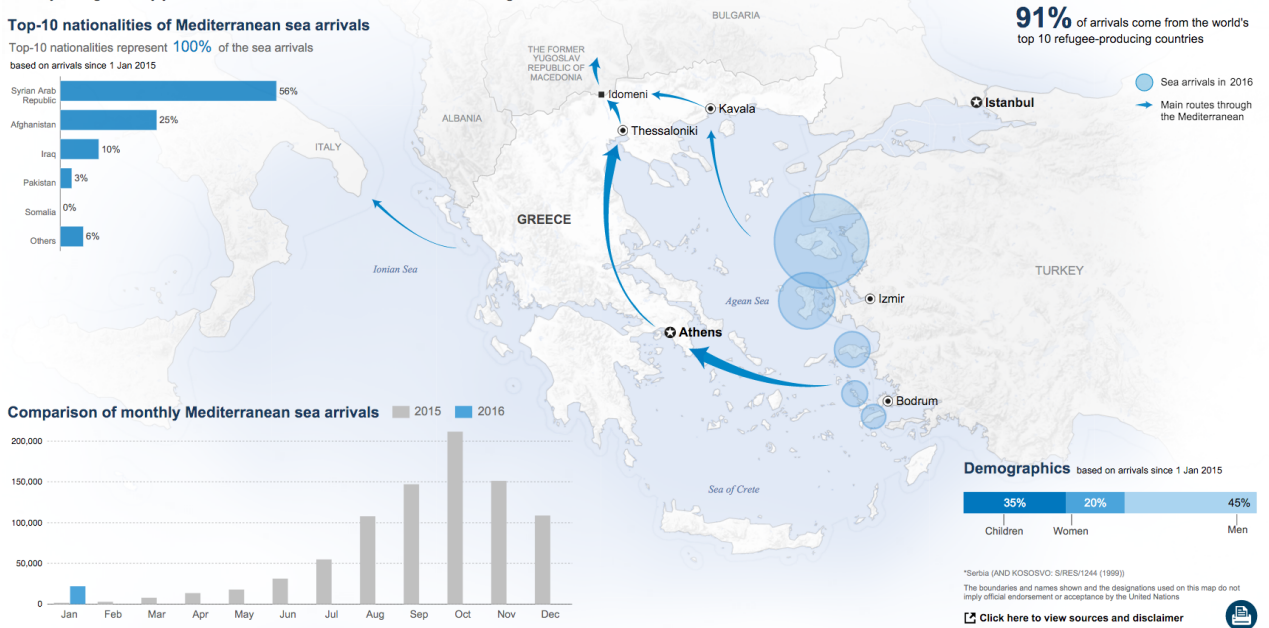 Top-10 nationalities of Mediterranean sea arrivals
Top-10 nationalities represent 100% of the sea arrivals
based on arrivals since 1 Jan 2015
Syrian Arab
Republic
56%
Afghanistan
25%
Iraq
10%
Pakistan
3%
Somalia
0%
Others
6%
BULGARIA
THE FORMER
YUGOSLAV
REPUBLIC OF
MACEDONIA
Idomeni
Kavala
Thessaloniki
ALBANIA
ITALY
GREECE
Ionian Sea
Istanbul
Agean Sea
Izmir
TURKEY
Athens
Bodrum
Sea of Crete
91% of arrivals come from the world's
top 10 refugee-producing countries
Sea arrivals in 2016
Main routes through
the Mediterranean
Comparison of monthly Mediterranean sea arrivals
2015
2016
200,000
150,000
100,000
50,000
0
Jan Feb Mar Apr May Jun Jul Aug Sep Oct Nov Dec
Demographics based on arrivals since 1 Jan 2015
35% 20% 45%
Children Women Men
*Serbia (AND KOSOSVO: S/RES/1244 (1999))
The boundaries and names shown and the designations used on this map do not
imply official endorsement or acceptance by the United Nations
Click here to view sources and disclaimer